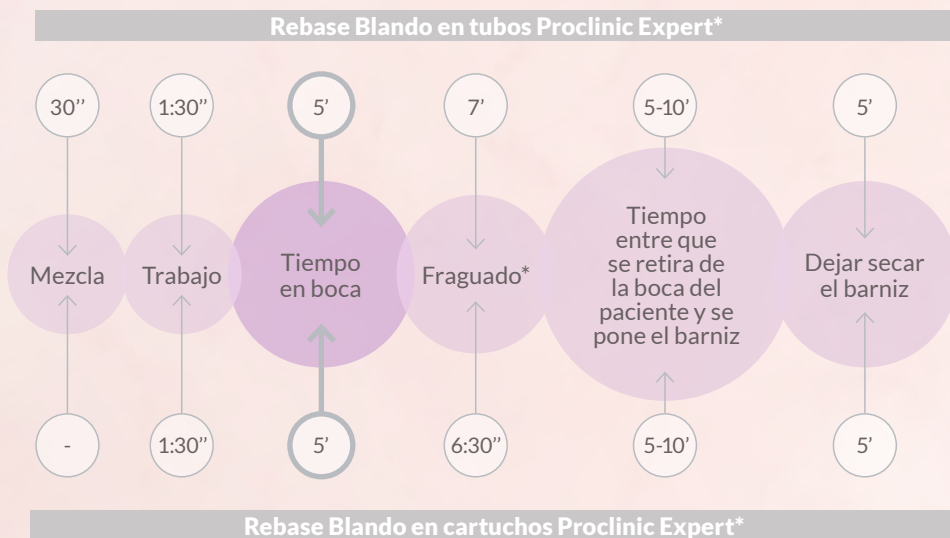 Rebase Blando en tubos Proclinic Expert*
30’’
1:30’’
5’
7’
5-10’
5’
Mezcla
Trabajo
Tiempo
en boca
Fraguado*
Tiempo
entre que
se retira de
la boca del
paciente y se
pone el barniz
Dejar secar
el barniz
-
1:30’’
5’
6:30’’
5-10’
5’
Rebase Blando en cartuchos Proclinic Expert*